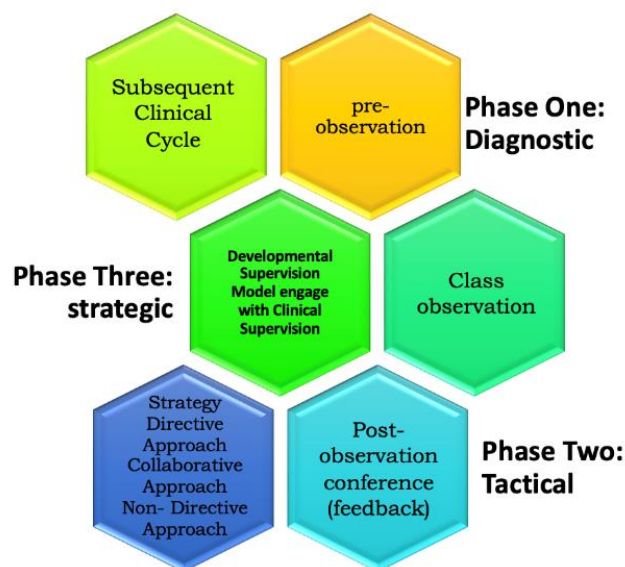 Subsequent
Clinical
Cycle
pre-
observation
Phase One:
Diagnostic
Phase Three:
strategic
Developmental
Supervision
Model engage
with Clinical
Supervision
Class
observation
Strategy
Directive
Approach
Collaborative
Approach
Non- Directive
Approach
Post-
observation
conference
(feedback)
Phase Two:
Tactical